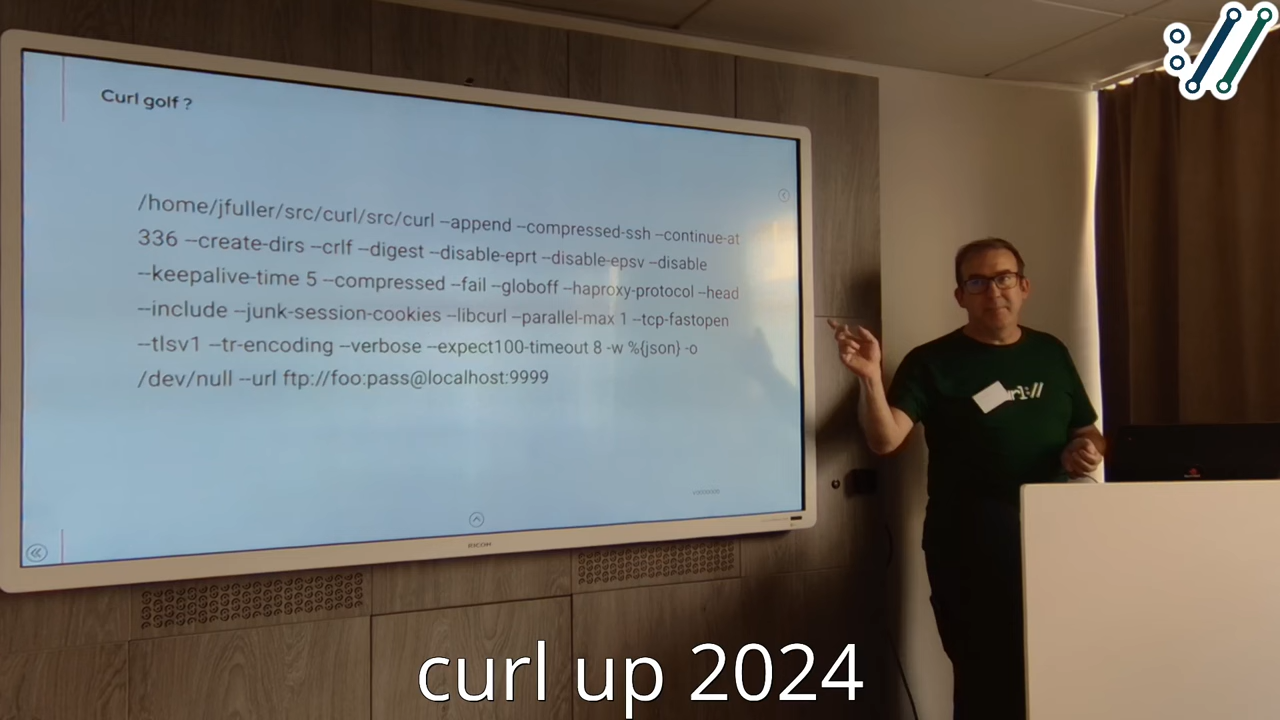 Curl golf ?
/home/jfuller/src/curl/src/curl –append –compressed-ssh –continue-at
336 –create-dirs –crlf –digest –disable-eprt –disable-epsv –disable
–keepalive-time 5 –compressed –fail –globoff –haproxy-protocol –head
–include –junk-session-cookies –libcurl –parallel-max 1 –tcp-fastopen
–tlsv1 –tr-encoding –verbose –expect100-timeout 8 -w %{json} -o
/dev/null –url ftp://foo:pass@localhost:9999
RICOH
url://
curl up 2024